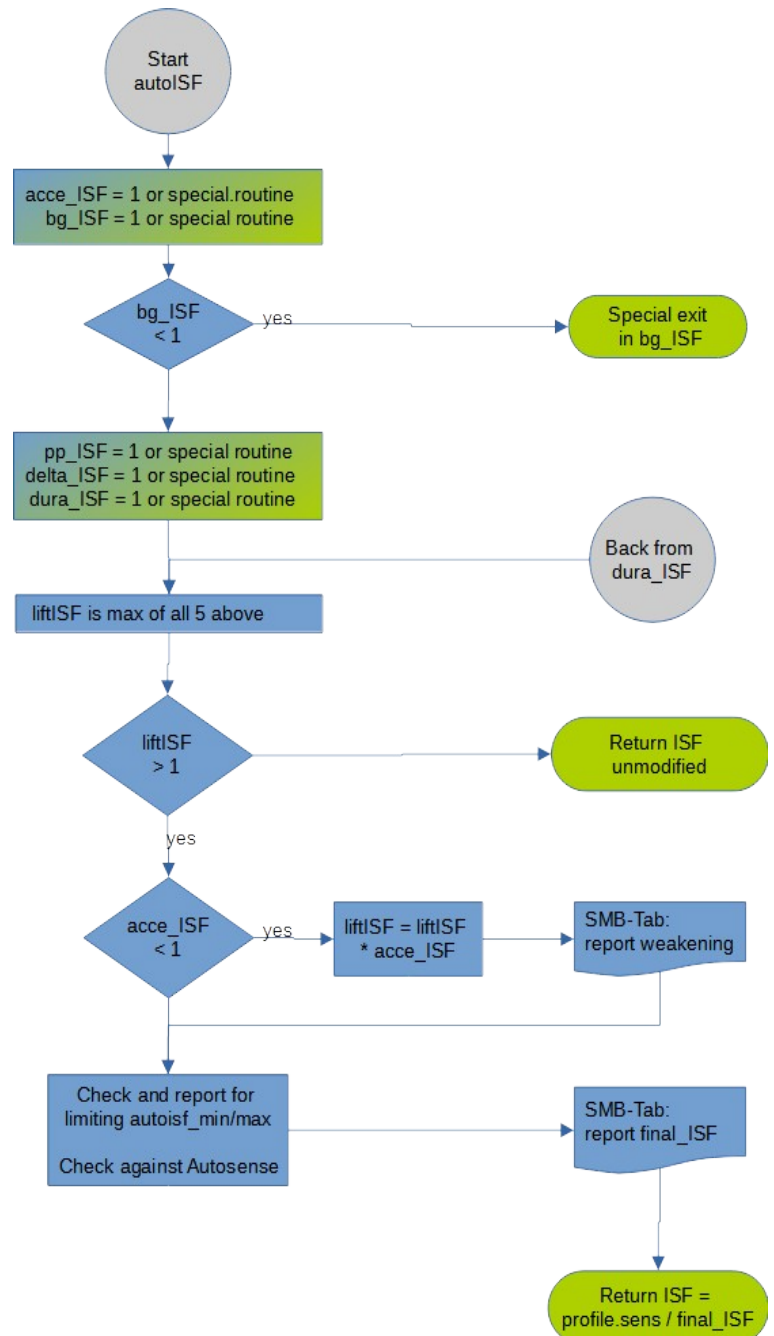 Start
autoISF
acce_ISF = 1 or special.routine
bg_ISF = 1 or special routine
bg_ISF
< 1
yes
Special exit
in bg_ISF
pp_ISF = 1 or special routine
delta_ISF = 1 or special routine
dura_ISF = 1 or special routine
Back from
dura_ISF
liftISF is max of all 5 above
liftISF
> 1
Return ISF
unmodified
yes
acce_ISF
< 1
yes
liftISF = liftISF
* acce_ISF
SMB-Tab:
report weakening
Check and report for
limiting autoisf_min/max
Check against Autosense
SMB-Tab:
report final_ISF
Return ISF =
profile.sens / final_ISF